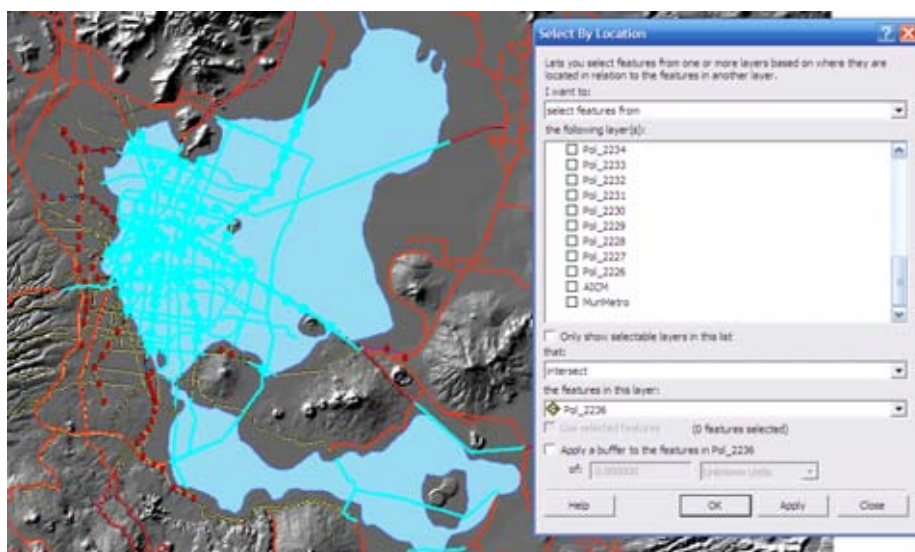 Select By Location
Lets you select features from one or more layers based on where they are
located in relation to the features in another layer.
I want to:
select features from
the following layer(s):
Pol_2234
Pol_2233
Pol_2232
Pol_2231
Pol_2230
Pol_2229
Pol_2228
Pol_2227
Pol_2226
AICM
MunMetro
Only show selectable layers in this list
that:
intersect
the features in this layer:
Pol_2236
Use selected features (0 features selected)
Apply a buffer to the features in Pol_2236
of: 0.000000 Unknown Units
Help OK Apply Close